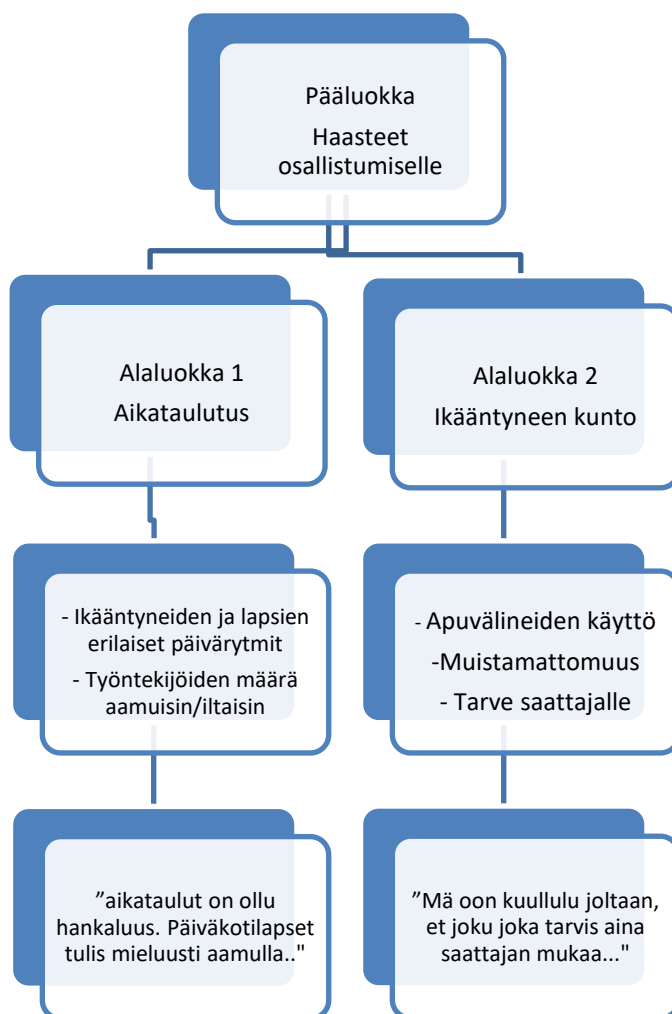 Pääluokka
Haasteet
osallistumiselle
Alaluokka 1
Aikataulutus
Alaluokka 2
Ikääntyneen kunto
- Ikääntyneiden ja lapsien
erilaiset päivärytmit
- Työntekijöiden määrä
aamuisin/iltaisin
- Apuvälineiden käyttö
-Muistamattomuus
- Tarve saattajalle
”aikataulut on ollu
hankaluus. Päiväkotilapset
tulis mieluusti aamulla.."
”Mä oon kuullulu joltaan,
et joku joka tarvis aina
saattajan mukaa..."